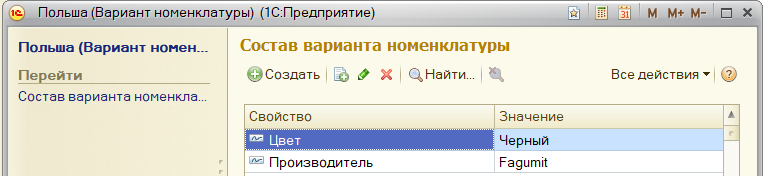 Польша (Вариант номенклатуры) (1С:Предприятие)
31 M M+ M-
Польша (Вариант номен...
Перейти
Состав варианта номенкла...
Состав варианта номенклатуры
Создать Найти... Все действия ?
Свойство Значение
Цвет Черный
Производитель Fagumit